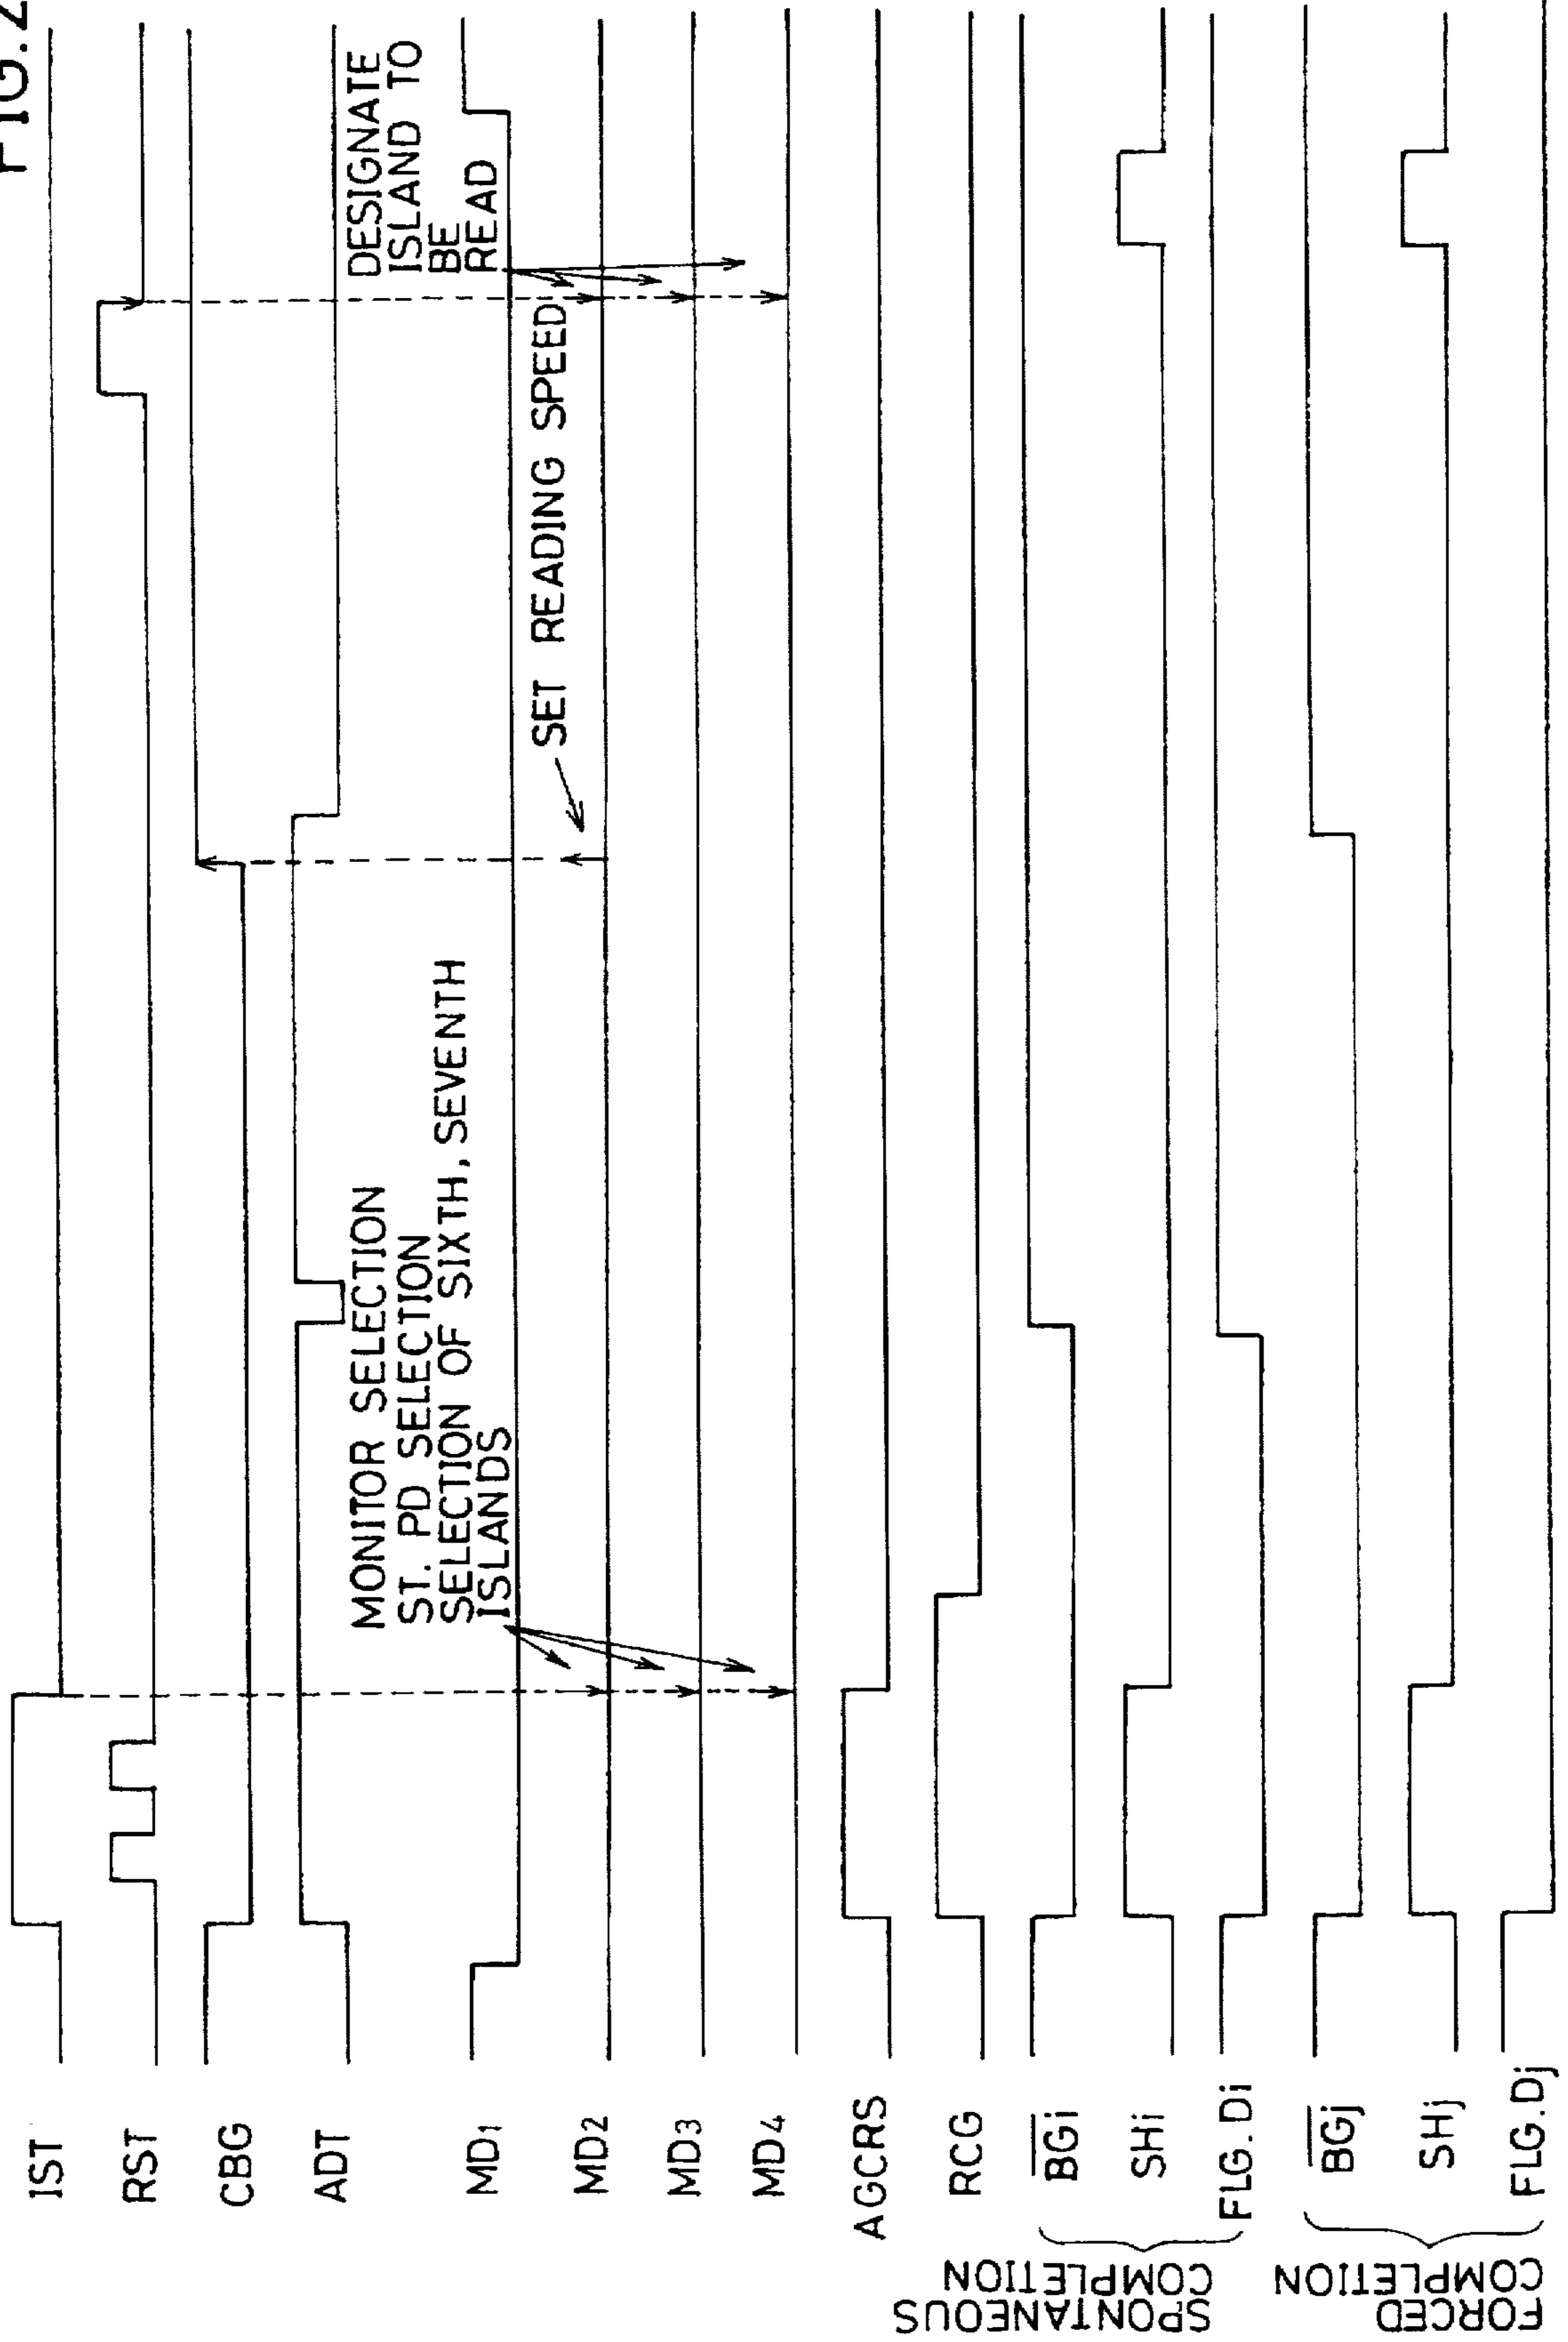 FIG.2
IST
RST
CBG
ADT
DESIGNATE
ISLAND TO
BE
READ
MONITOR SELECTION
ST. PD SELECTION
SELECTION OF SIXTH, SEVENTH
ISLANDS
MD1
SET READING SPEED
MD2
MD3
MD4
AGCRS
RCG
SPONTANEOUS
COMPLETION
B̅G̅i
SHi
FLG.Di
FORCED
COMPLETION
B̅G̅j
SHj
FLG.Dj